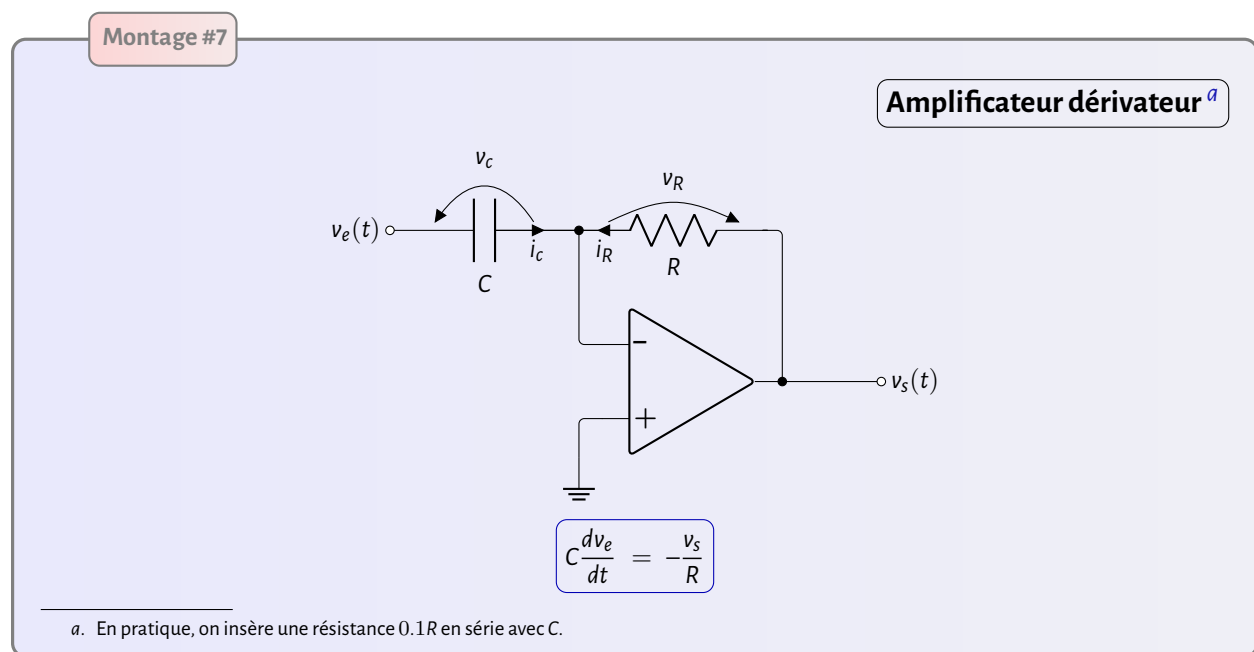 Montage #7
Amplificateur dérivateur a
v_c
v_R
v_e(t)
i_c
i_R
C
R
−
+
v_s(t)
C dv_e/dt = − v_s/R
a. En pratique, on insère une résistance 0.1R en série avec C.